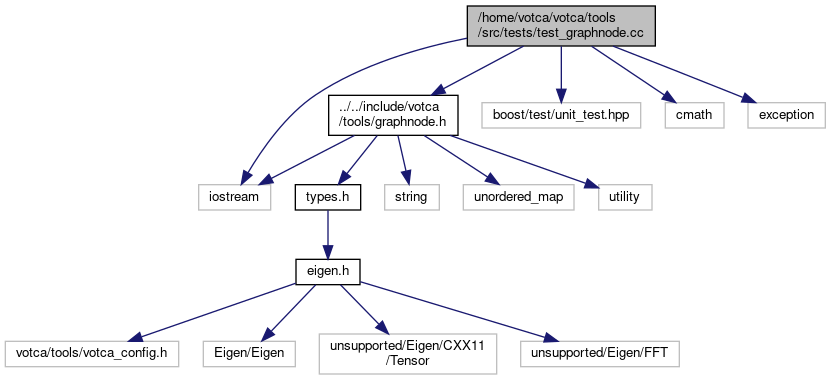 /home/votca/votca/tools
/src/tests/test_graphnode.cc
../../include/votca
/tools/graphnode.h
boost/test/unit_test.hpp
cmath
exception
iostream
types.h
string
unordered_map
utility
eigen.h
votca/tools/votca_config.h
Eigen/Eigen
unsupported/Eigen/CXX11
/Tensor
unsupported/Eigen/FFT